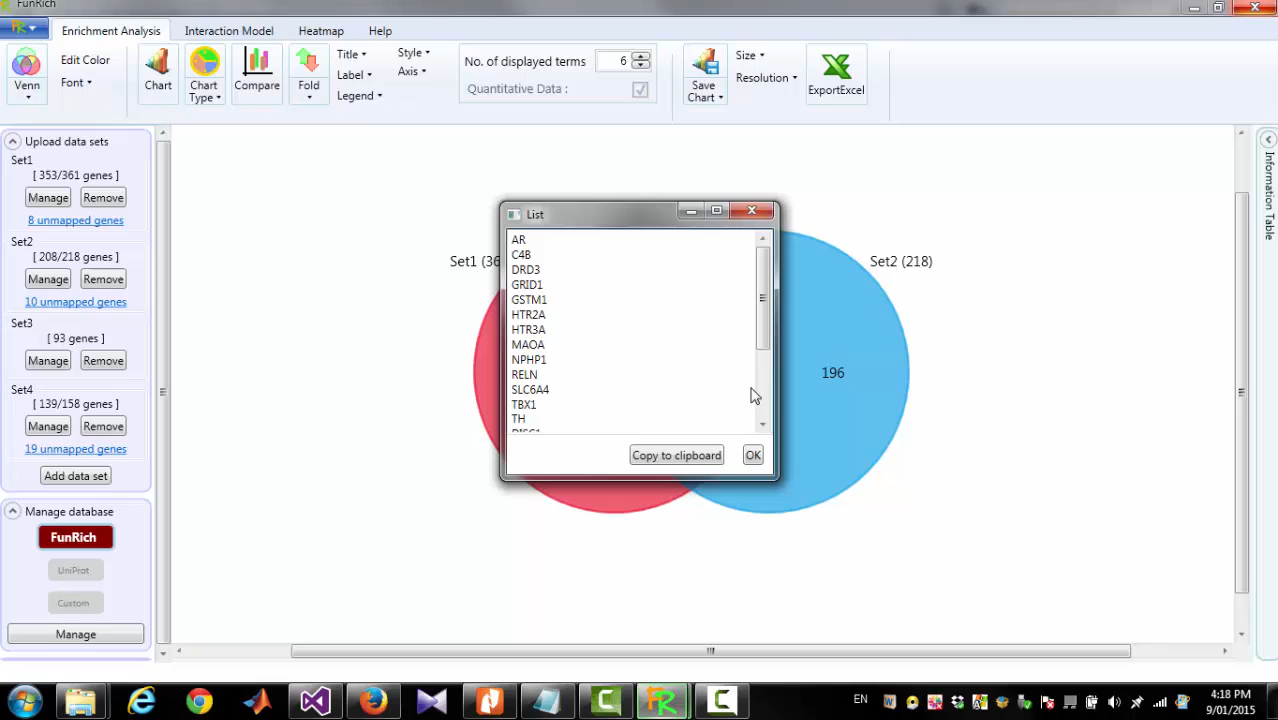 FunRich
Enrichment Analysis Interaction Model Heatmap Help
Venn
Edit Color
Font
Chart
Chart Type
Compare
Fold
Title
Label
Legend
Style
Axis
No. of displayed terms 6
Quantitative Data :
Save Chart
Size
Resolution
ExportExcel
Upload data sets
Set1
[ 353/361 genes ]
Manage Remove
8 unmapped genes
Set2
[ 208/218 genes ]
Manage Remove
10 unmapped genes
Set3
[ 93 genes ]
Manage Remove
Set4
[ 139/158 genes ]
Manage Remove
19 unmapped genes
Add data set
Manage database
FunRich
UniProt
Custom
Manage
Set1 (36
Set2 (218)
196
List
AR
C4B
DRD3
GRID1
GSTM1
HTR2A
HTR3A
MAOA
NPHP1
RELN
SLC6A4
TBX1
TH
DISC1
Copy to clipboard OK
Information Table
EN
4:18 PM
9/01/2015